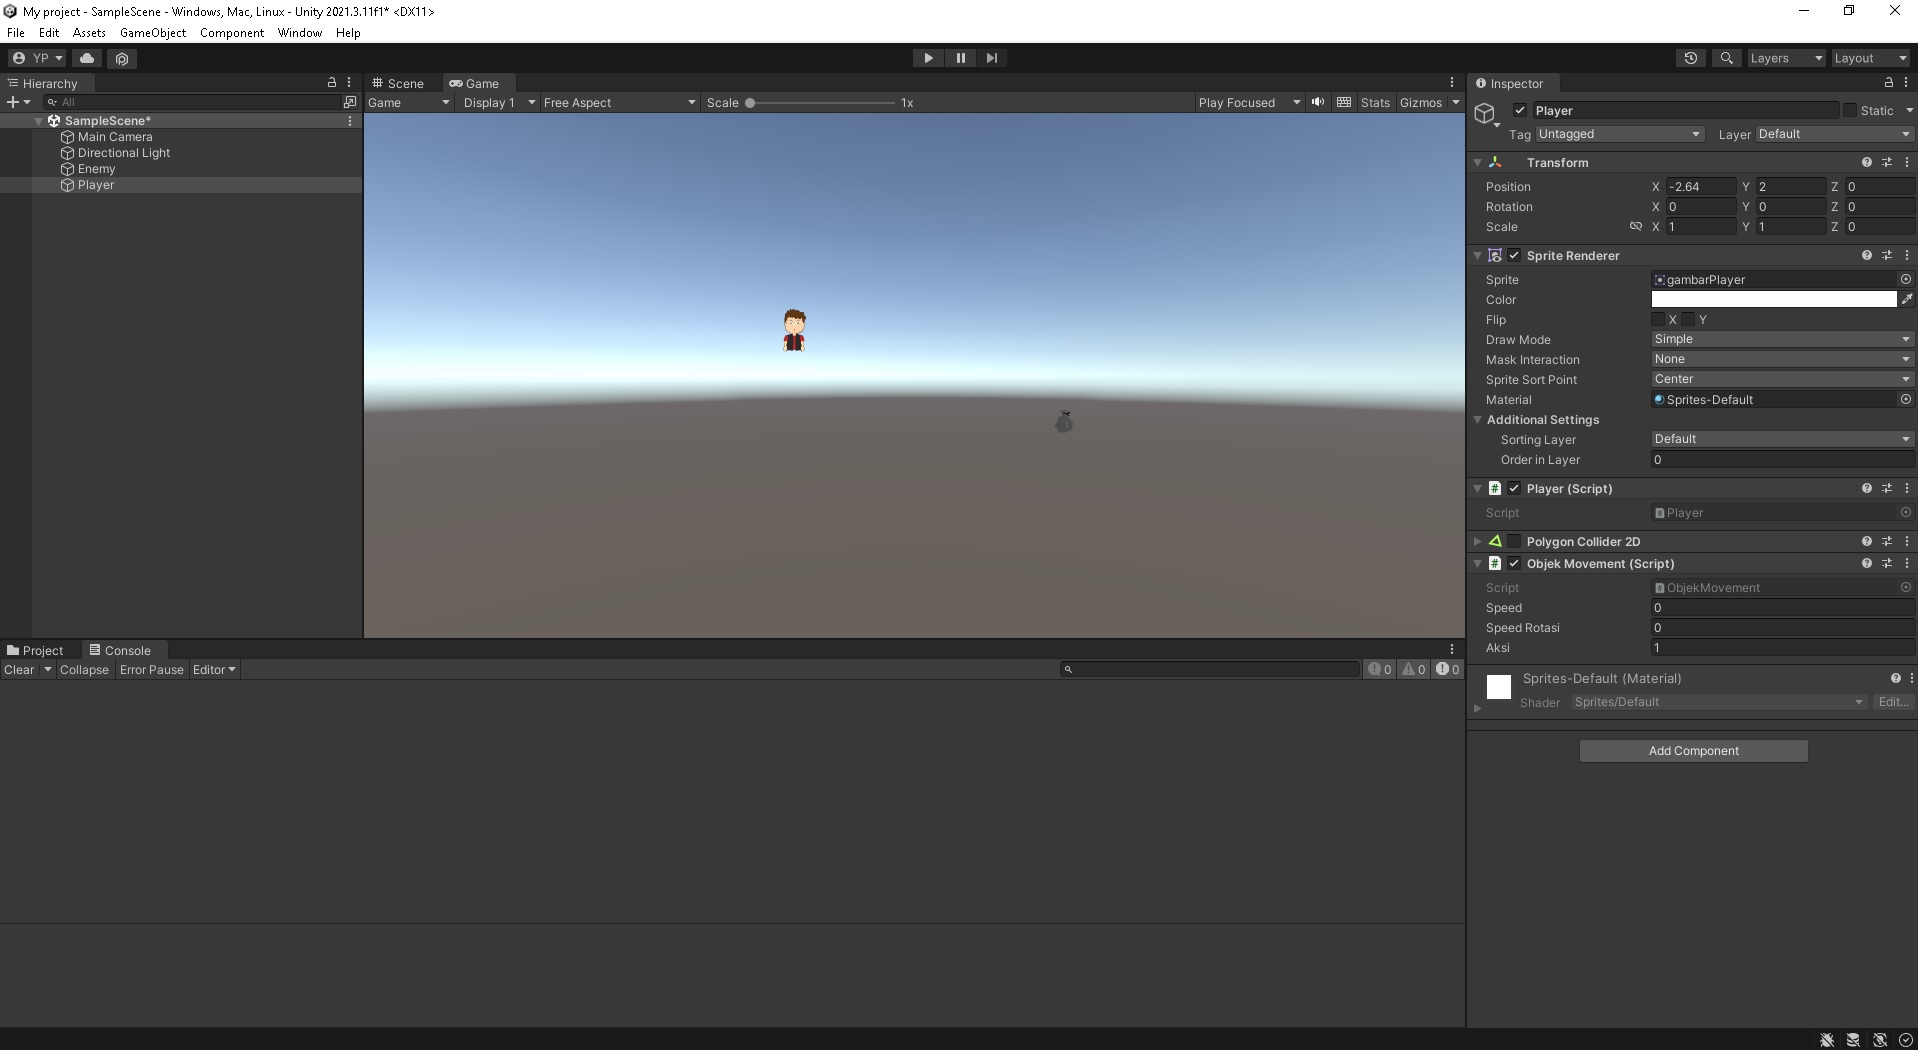 My project - SampleScene - Windows, Mac, Linux - Unity 2021.3.11f1* <DX11>
File Edit Assets GameObject Component Window Help
YP Layers Layout
Hierarchy
All
SampleScene*
Main Camera
Directional Light
Enemy
Player
Scene Game
Game Display 1 Free Aspect Scale 1x Play Focused Stats Gizmos
Project Console
Clear Collapse Error Pause Editor 0 0 0
Inspector
Player Static
Tag Untagged Layer Default
Transform
Position X -2.64 Y 2 Z 0
Rotation X 0 Y 0 Z 0
Scale X 1 Y 1 Z 0
Sprite Renderer
Sprite gambarPlayer
Color
Flip X Y
Draw Mode Simple
Mask Interaction None
Sprite Sort Point Center
Material Sprites-Default
Additional Settings
Sorting Layer Default
Order in Layer 0
Player (Script)
Script Player
Polygon Collider 2D
Objek Movement (Script)
Script ObjekMovement
Speed 0
Speed Rotasi 0
Aksi 1
Sprites-Default (Material)
Shader Sprites/Default Edit...
Add Component